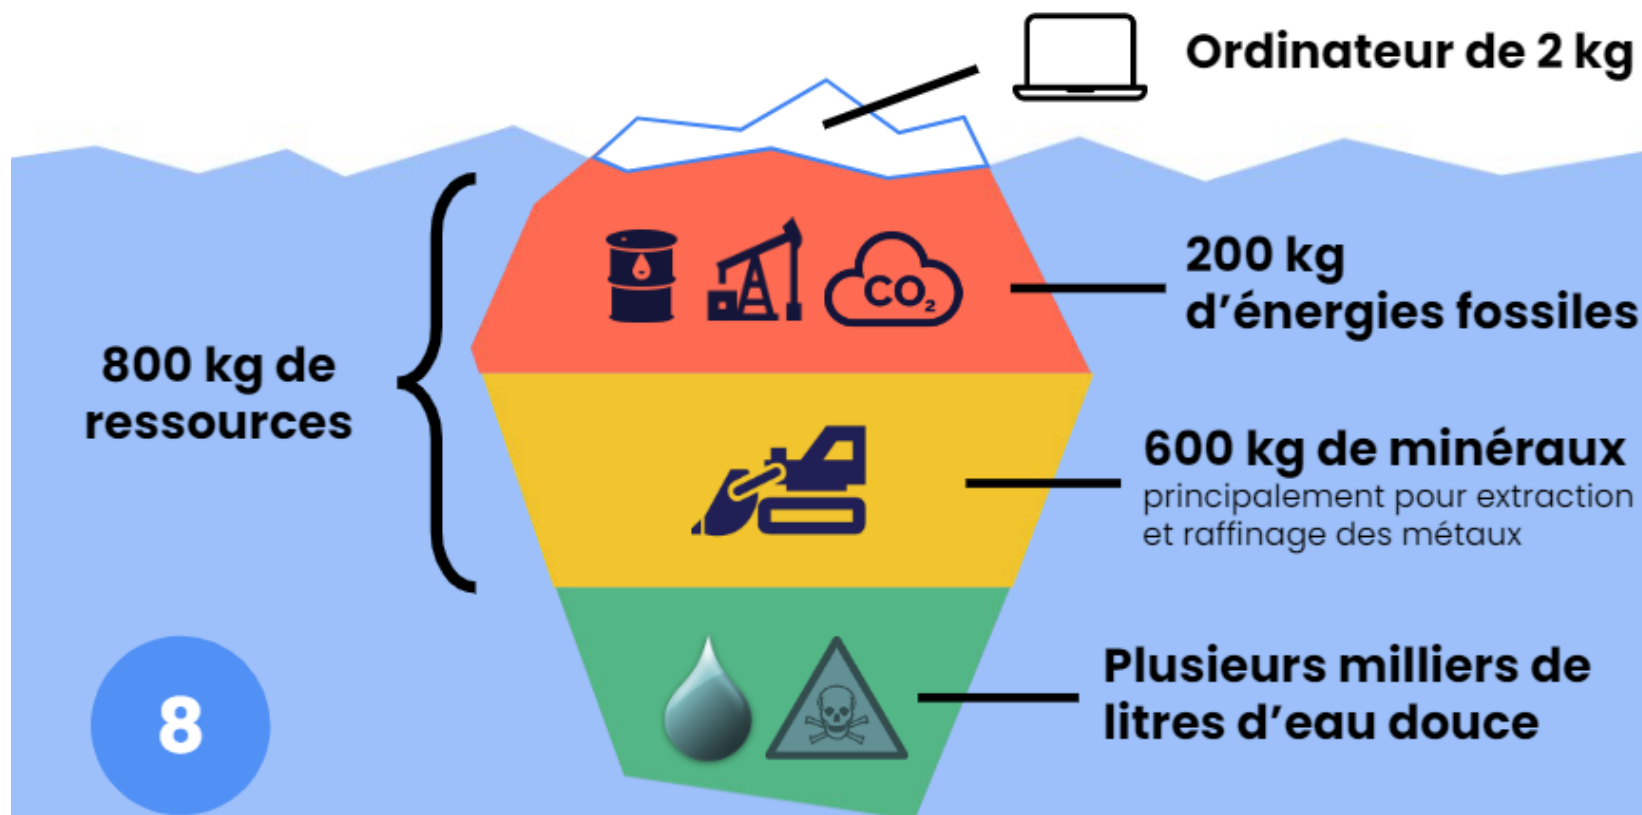 Ordinateur de 2 kg
CO₂
200 kg
d’énergies fossiles
800 kg de
ressources
600 kg de minéraux
principalement pour extraction
et raffinage des métaux
Plusieurs milliers de
litres d’eau douce
8